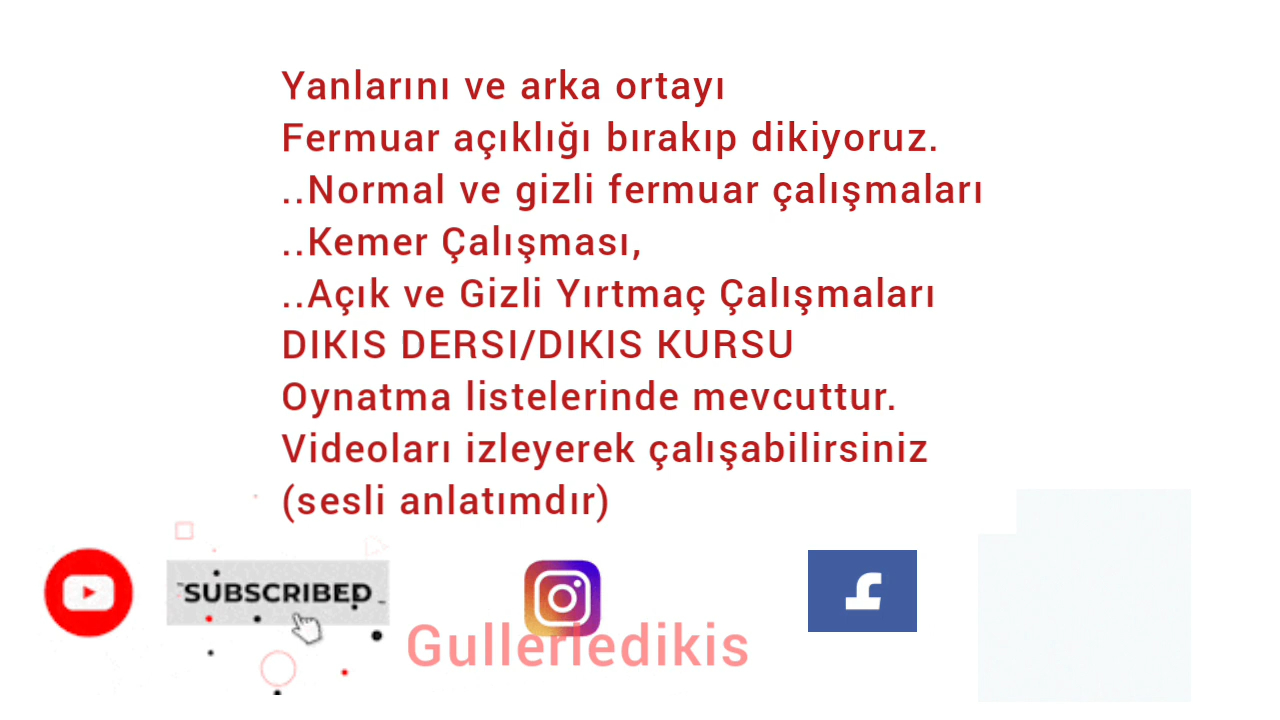 Yanlarını ve arka ortayı
Fermuar açıklığı bırakıp dikiyoruz.
..Normal ve gizli fermuar çalışmaları
..Kemer Çalışması,
..Açık ve Gizli Yırtmaç Çalışmaları
DIKIS DERSI/DIKIS KURSU
Oynatma listelerinde mevcuttur.
Videoları izleyerek çalışabilirsiniz
(sesli anlatımdır)
SUBSCRIBED
Gullerledikis